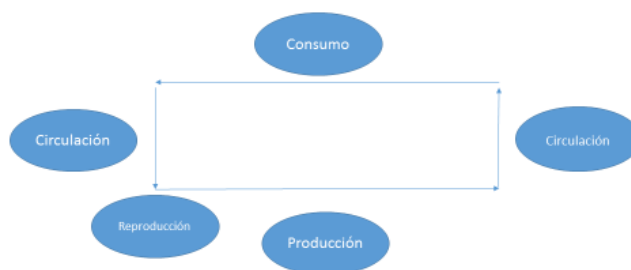 Consumo
Circulación
Circulación
Reproducción
Producción